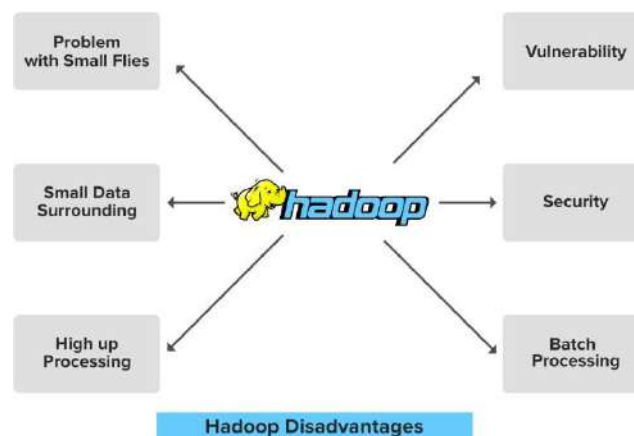 Problem
with Small Flies
Vulnerability
Small Data
Surrounding
hadoop
Security
High up
Processing
Batch
Processing
Hadoop Disadvantages